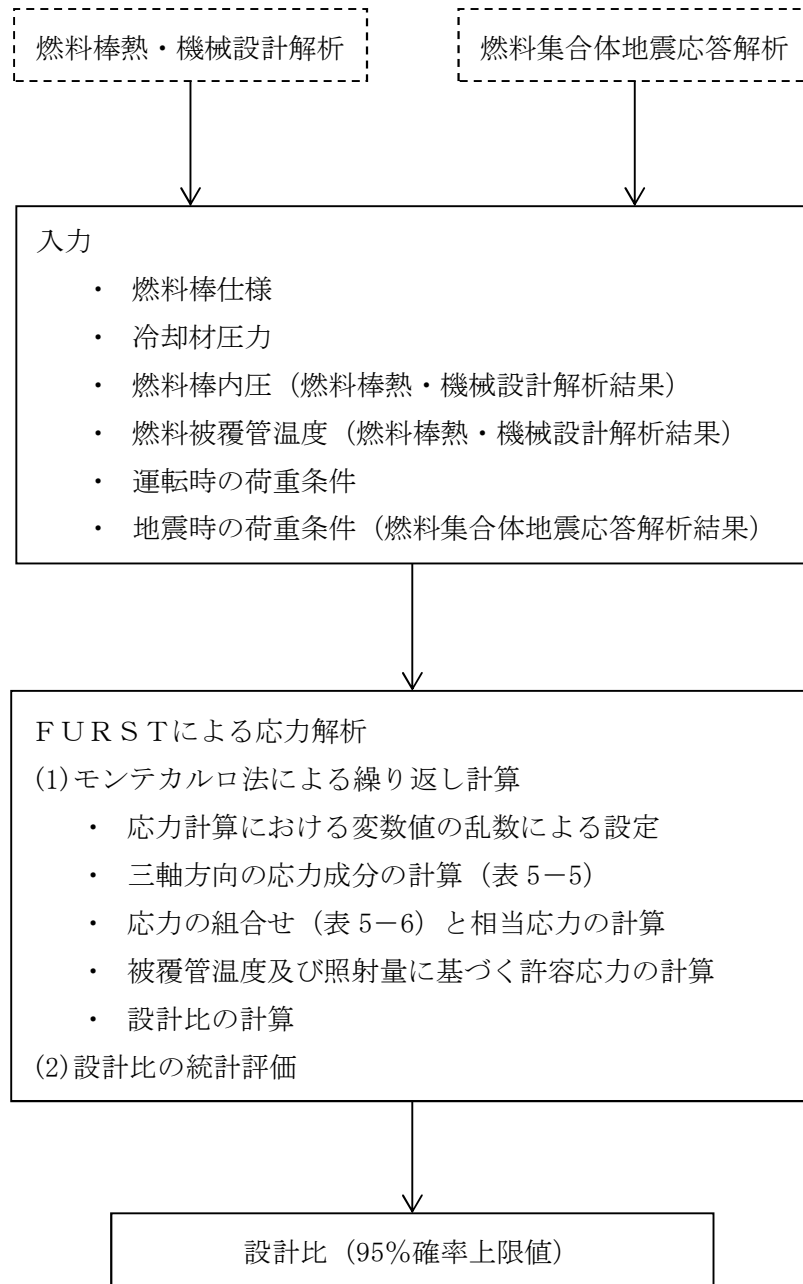 燃料棒熱・機械設計解析
燃料集合体地震応答解析
入力
・ 燃料棒仕様
・ 冷却材圧力
・ 燃料棒内圧(燃料棒熱・機械設計解析結果)
・ 燃料被覆管温度(燃料棒熱・機械設計解析結果)
・ 運転時の荷重条件
・ 地震時の荷重条件(燃料集合体地震応答解析結果)
FURSTによる応力解析
(1)モンテカルロ法による繰り返し計算
・ 応力計算における変数値の乱数による設定
・ 三軸方向の応力成分の計算(表 5-5)
・ 応力の組合せ(表 5-6)と相当応力の計算
・ 被覆管温度及び照射量に基づく許容応力の計算
・ 設計比の計算
(2)設計比の統計評価
設計比(95%確率上限値)